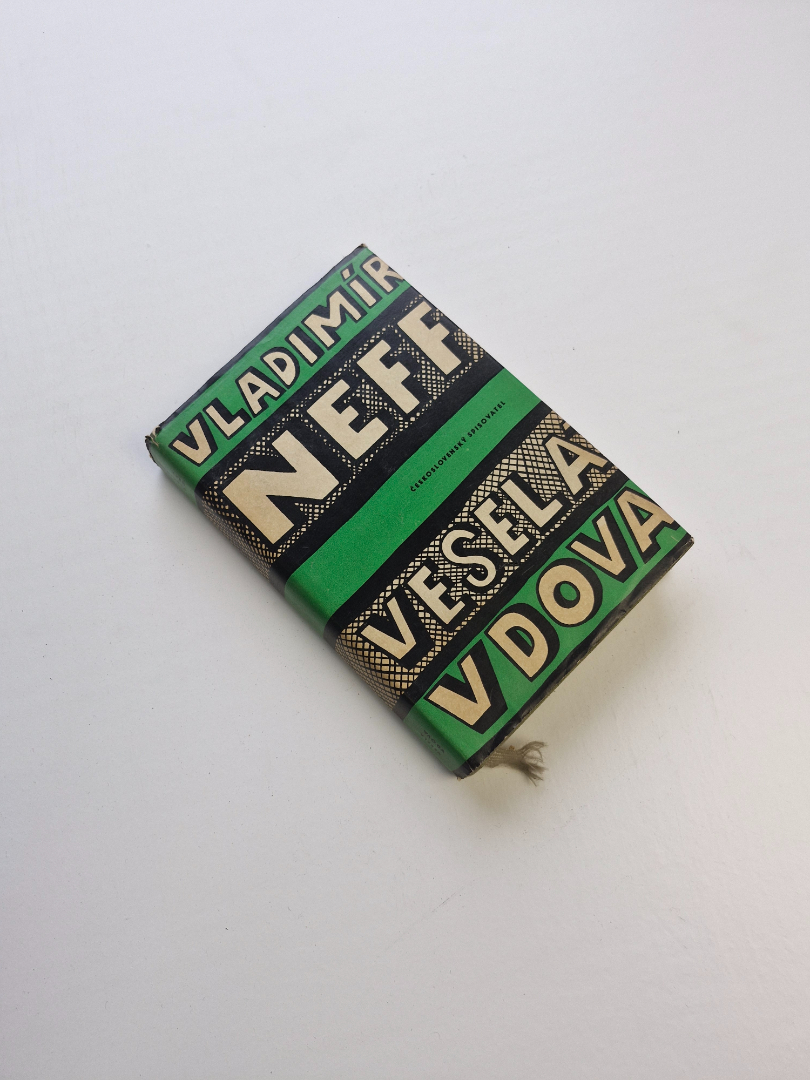 VLADIMÍR
NEFF
ČESKOSLOVENSKÝ SPISOVATEL
VESELÁ
VDOVA